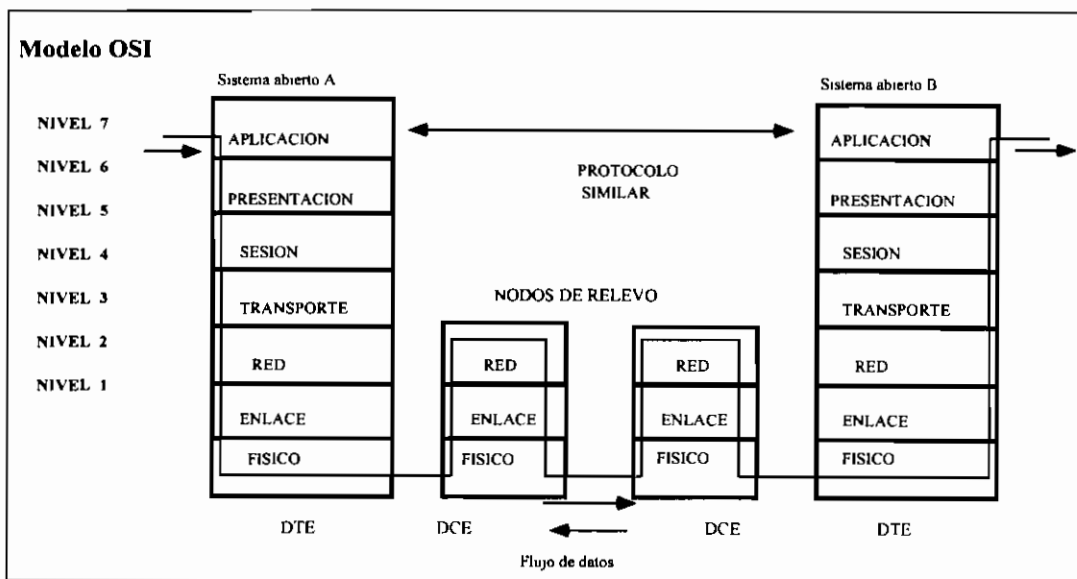 Modelo OSI
Sistema abierto A
Sistema abierto B
NIVEL 7
NIVEL 6
NIVEL 5
NIVEL 4
NIVEL 3
NIVEL 2
NIVEL 1
APLICACION
PRESENTACION
SESION
TRANSPORTE
RED
ENLACE
FISICO
PROTOCOLO
SIMILAR
NODOS DE RELEVO
RED
ENLACE
FISICO
RED
ENLACE
FISICO
APLICACION
PRESENTACION
SESION
TRANSPORTE
RED
ENLACE
FISICO
DTE
DCE
DCE
DTE
Flujo de datos